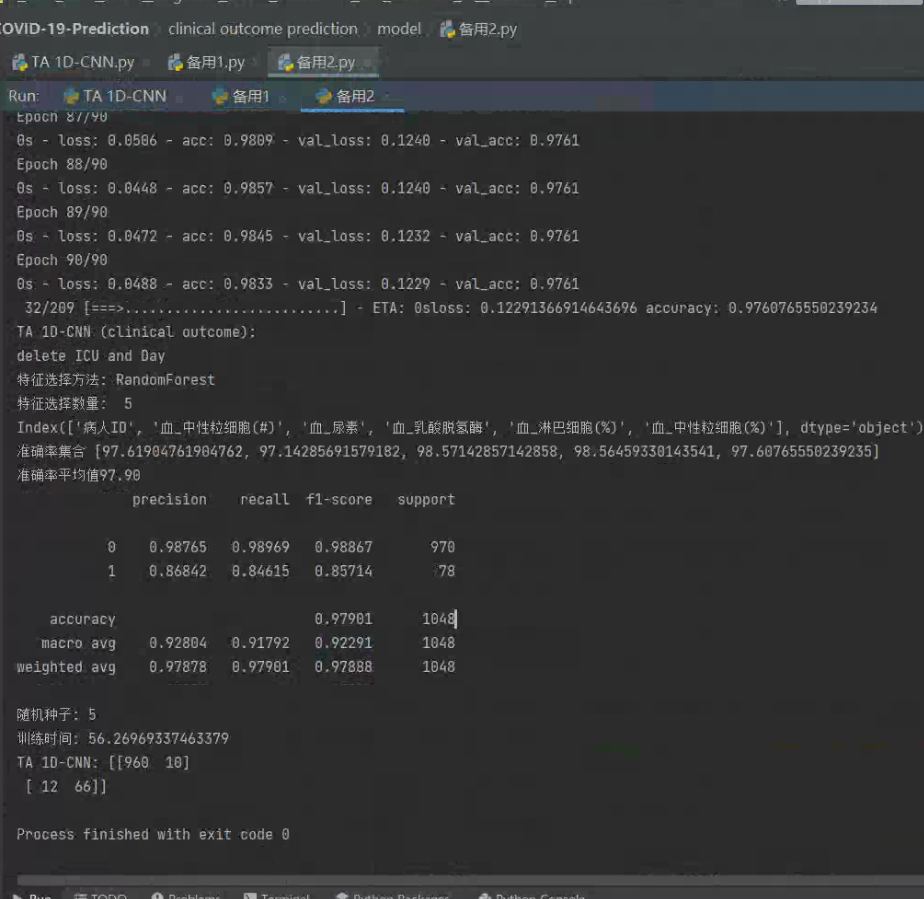 COVID-19-Prediction clinical outcome prediction model 备用2.py
TA 1D-CNN.py 备用1.py 备用2.py
Run: TA 1D-CNN 备用1 备用2
Epoch 87/90
0s - loss: 0.0506 - acc: 0.9809 - val_loss: 0.1240 - val_acc: 0.9761
Epoch 88/90
0s - loss: 0.0448 - acc: 0.9857 - val_loss: 0.1240 - val_acc: 0.9761
Epoch 89/90
0s - loss: 0.0472 - acc: 0.9845 - val_loss: 0.1232 - val_acc: 0.9761
Epoch 90/90
0s - loss: 0.0488 - acc: 0.9833 - val_loss: 0.1229 - val_acc: 0.9761
32/209 [===>..........................] - ETA: 0sloss: 0.12291366914643696 accuracy: 0.9760765550239234
TA 1D-CNN (clinical outcome):
delete ICU and Day
特征选择方法: RandomForest
特征选择数量: 5
Index(['病人ID', '血_中性粒细胞(#)', '血_尿素', '血_乳酸脱氢酶', '血_淋巴细胞(%)', '血_中性粒细胞(%)'], dtype='object')
准确率集合 [97.61904761904762, 97.14285691579182, 98.57142857142858, 98.56459330143541, 97.60765550239235]
准确率平均值97.90
precision recall f1-score support
0 0.98765 0.98969 0.98867 970
1 0.86842 0.84615 0.85714 78
accuracy 0.97901 1048
macro avg 0.92804 0.91792 0.92291 1048
weighted avg 0.97878 0.97901 0.97888 1048
随机种子: 5
训练时间: 56.26969337463379
TA 1D-CNN: [[960 10]
[ 12 66]]
Process finished with exit code 0
Run TODO Problems Terminal Python Packages Python Console